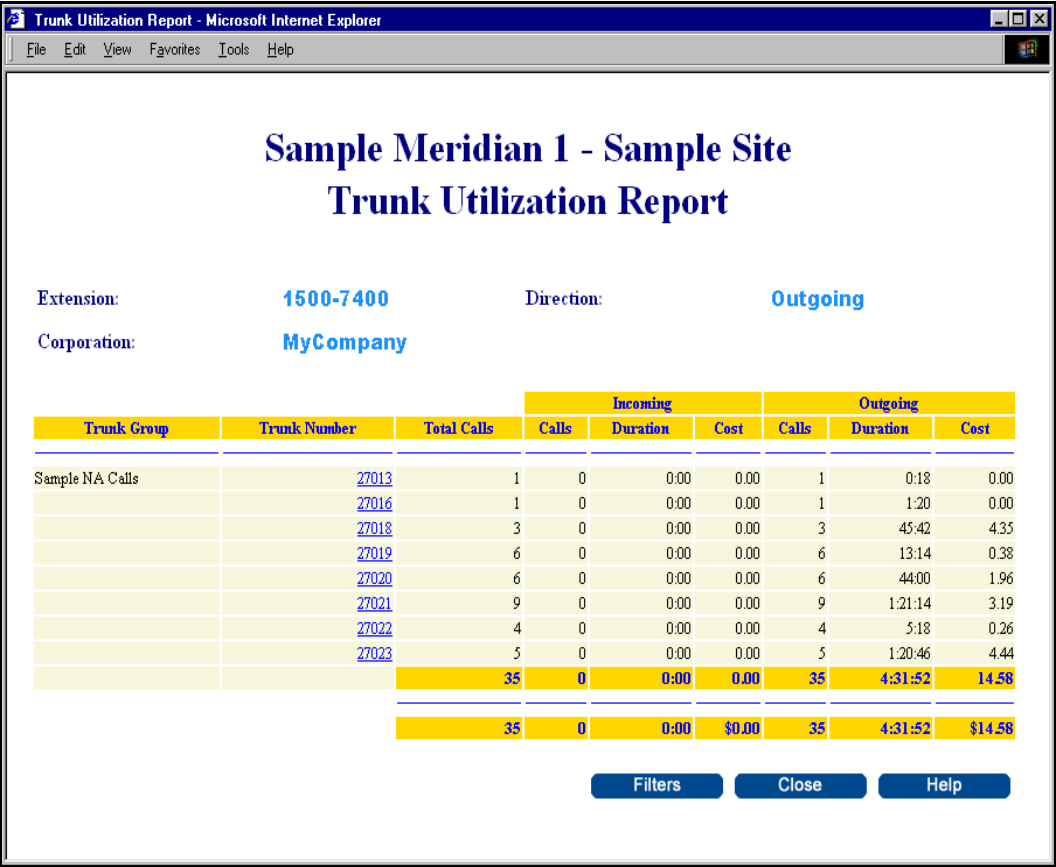 Trunk Utilization Report - Microsoft Internet Explorer
File Edit View Favorites Tools Help
Sample Meridian 1 - Sample Site
Trunk Utilization Report
Extension: 1500-7400 Direction: Outgoing
Corporation: MyCompany
Incoming Outgoing
Trunk Group Trunk Number Total Calls Calls Duration Cost Calls Duration Cost
Sample NA Calls 27013 1 0 0:00 0.00 1 0:18 0.00
27016 1 0 0:00 0.00 1 1:20 0.00
27018 3 0 0:00 0.00 3 45:42 4.35
27019 6 0 0:00 0.00 6 13:14 0.38
27020 6 0 0:00 0.00 6 44:00 1.96
27021 9 0 0:00 0.00 9 1:21:14 3.19
27022 4 0 0:00 0.00 4 5:18 0.26
27023 5 0 0:00 0.00 5 1:20:46 4.44
35 0 0:00 0.00 35 4:31:52 14.58
35 0 0:00 $0.00 35 4:31:52 $14.58
Filters Close Help